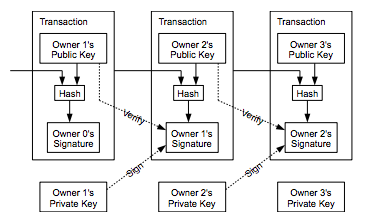 Transaction
Transaction
Transaction
Owner 1's
Public Key
Owner 2's
Public Key
Owner 3's
Public Key
Hash
Hash
Hash
Verify
Verify
Owner 0's
Signature
Owner 1's
Signature
Owner 2's
Signature
Sign
Sign
Owner 1's
Private Key
Owner 2's
Private Key
Owner 3's
Private Key